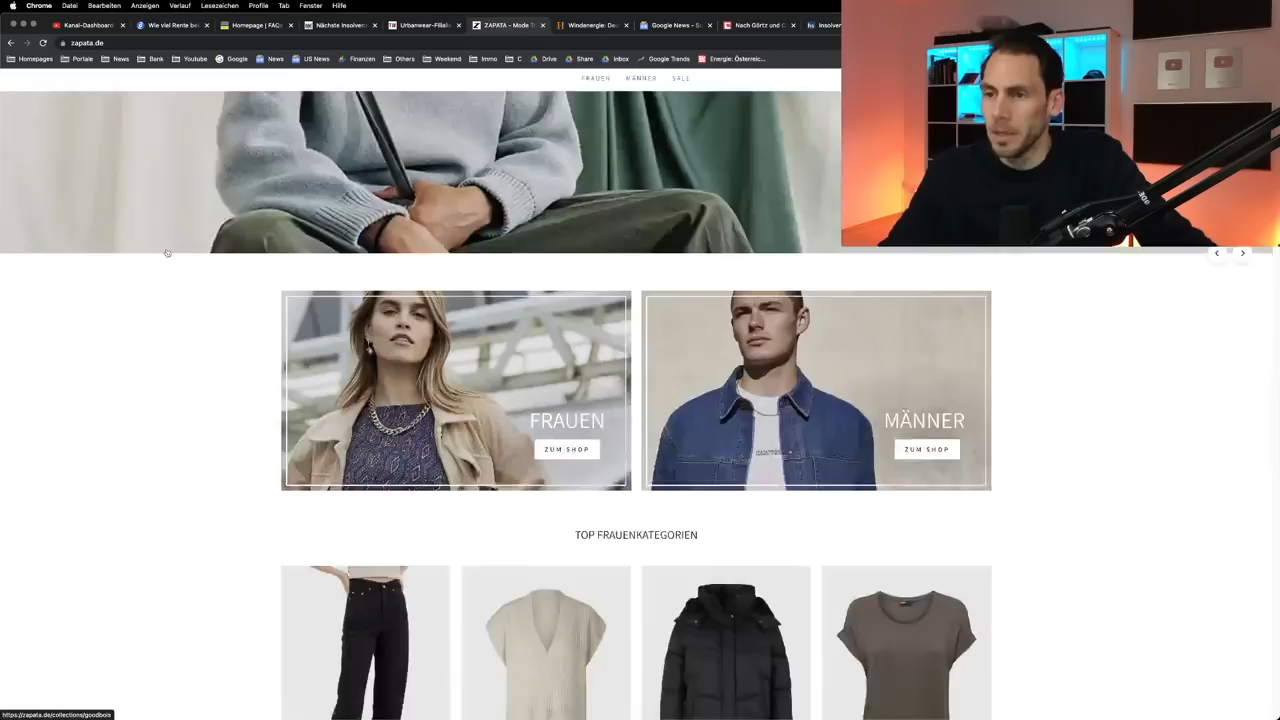 Chrome Datei Bearbeiten Anzeigen Verlauf Lesezeichen Profile Tab Fenster Hilfe
Kanal-Dashboard Wie viel Rente be Homepage | FAQ Nächste Insolven Urbanwear-Filial ZAPATA – Mode T Windenergie: Des Google News – S Nach Görtz und C Insolven
zapata.de
Homepages Portale News Bank Youtube Google News US News Finanzen Others Weekend Immo C Drive Share Inbox Google Trends Energie: Österreic...
FRAUEN MÄNNER SALE
FRAUEN
ZUM SHOP
MÄNNER
ZUM SHOP
TOP FRAUENKATEGORIEN
https://zapata.de/collections/goodbois